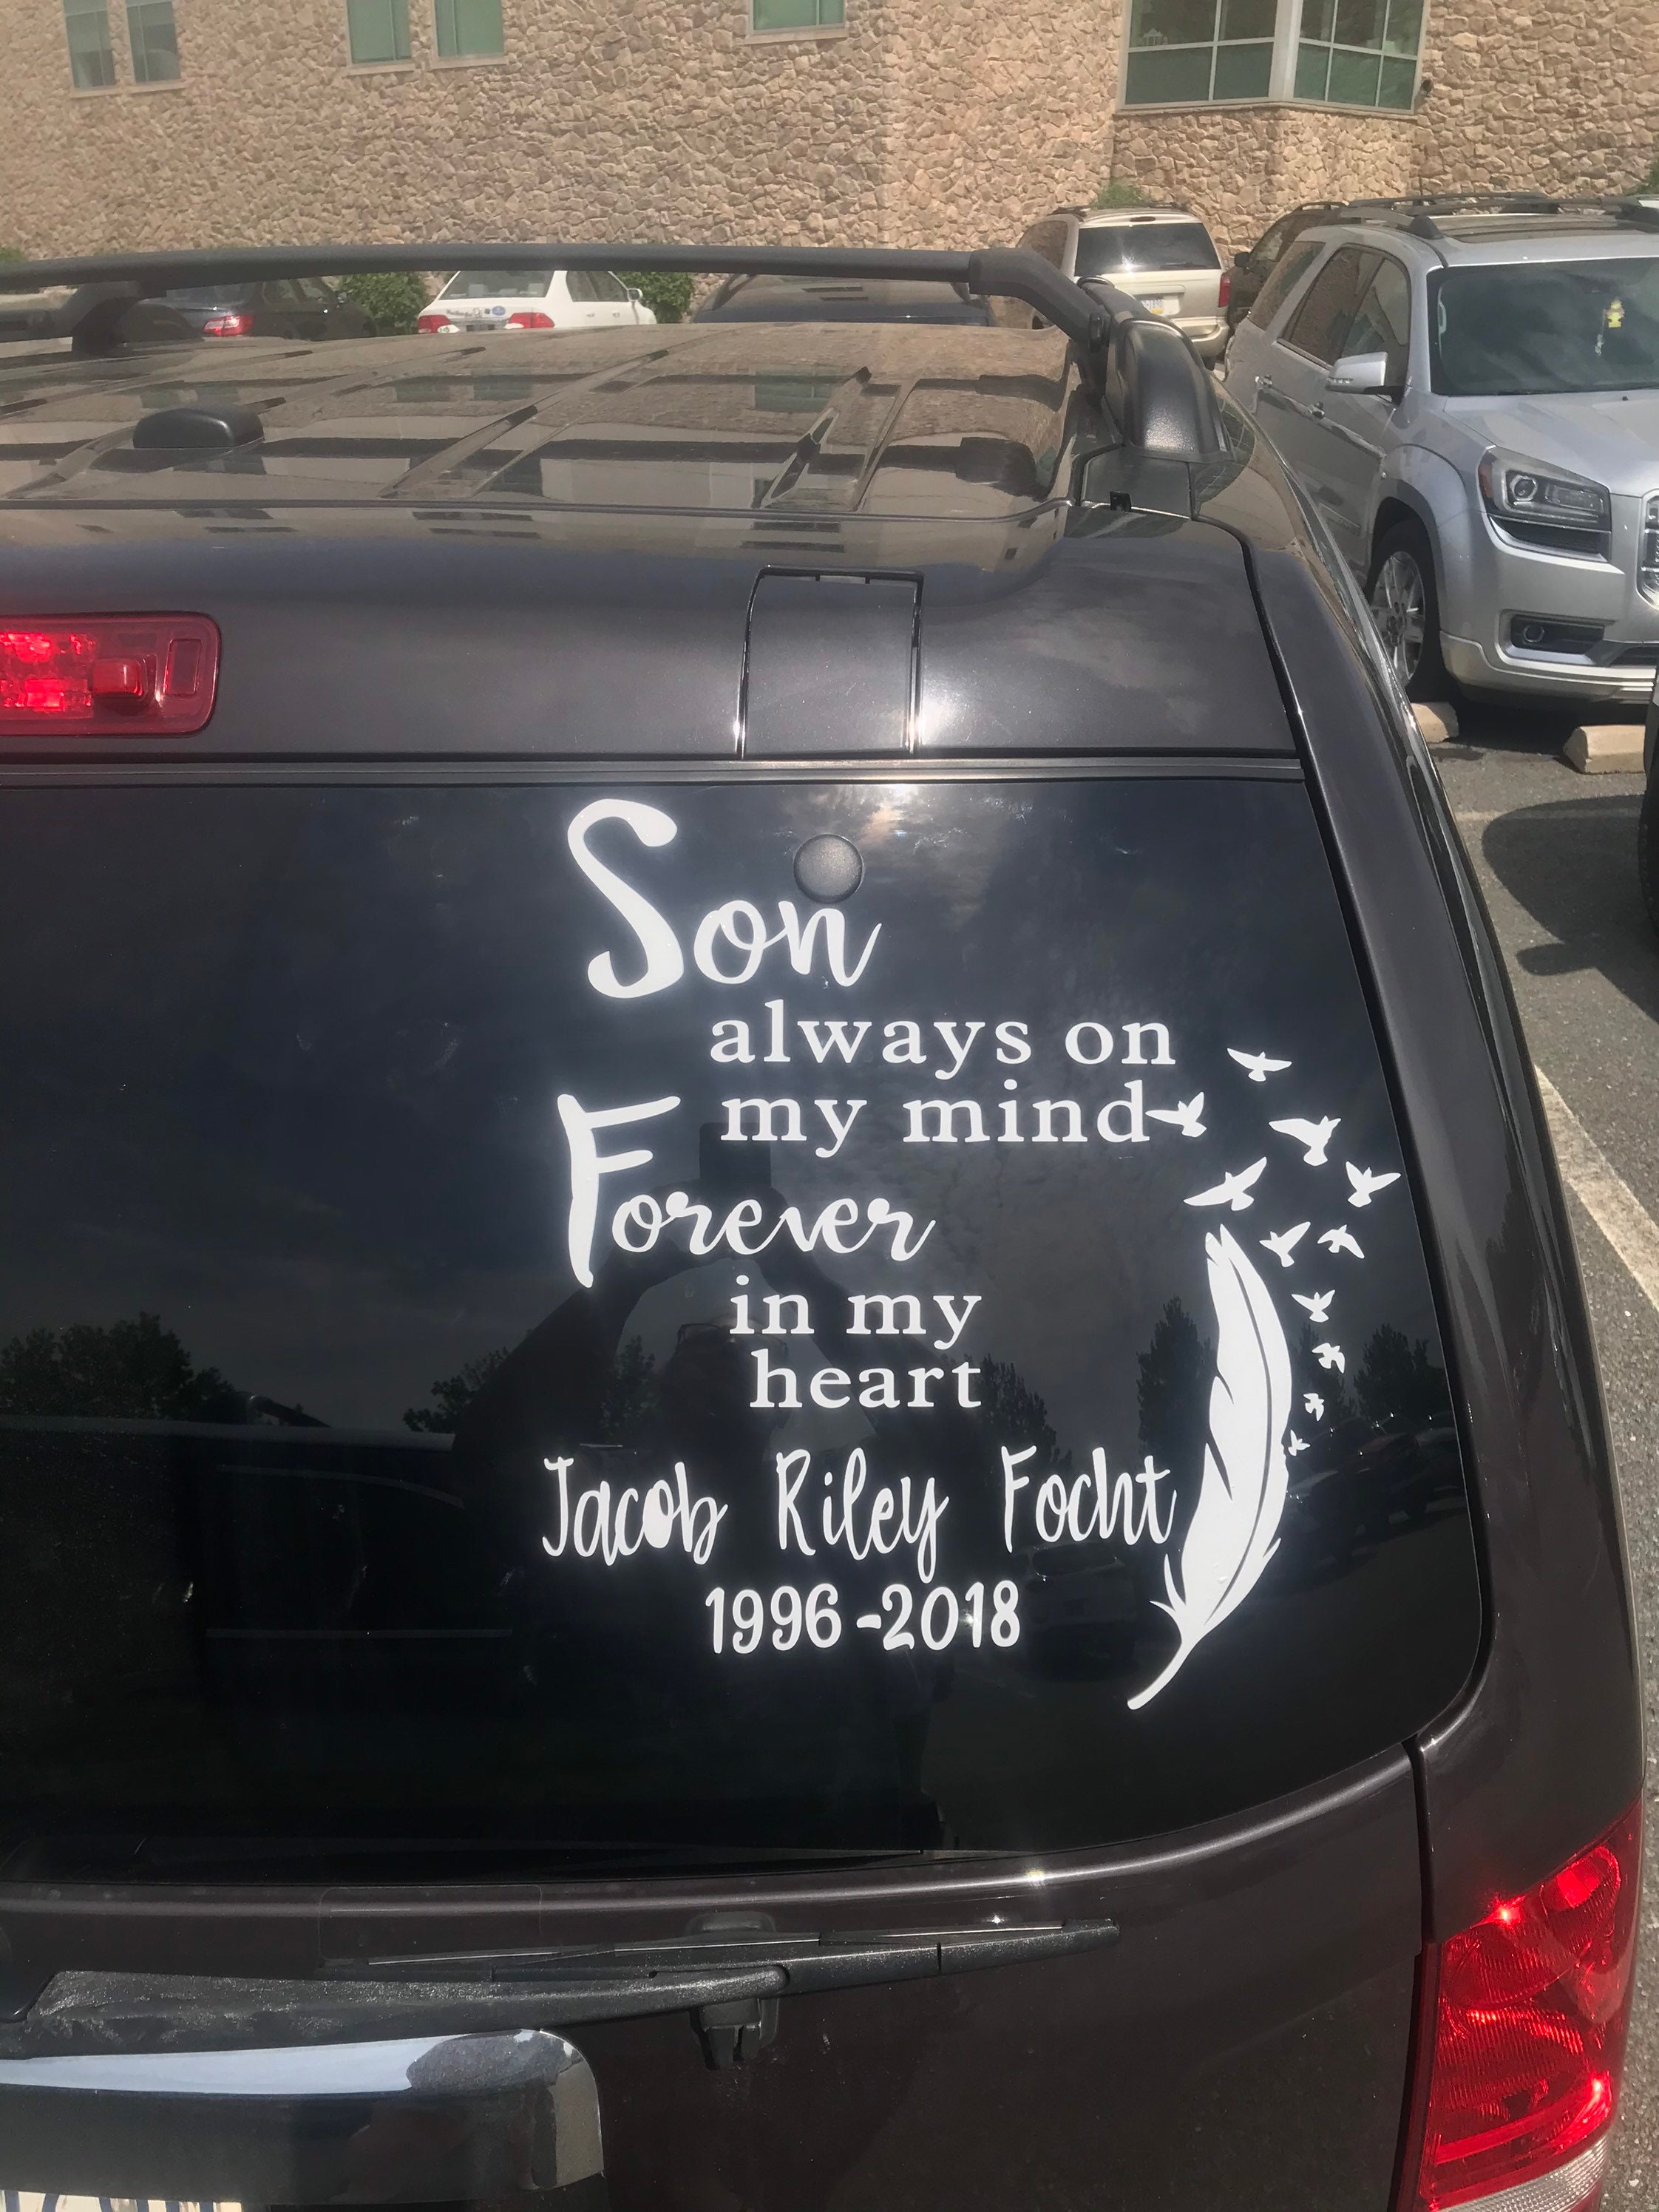 Son
always on
my mind
Forever
in my
heart
Jacob Riley Focht
1996-2018